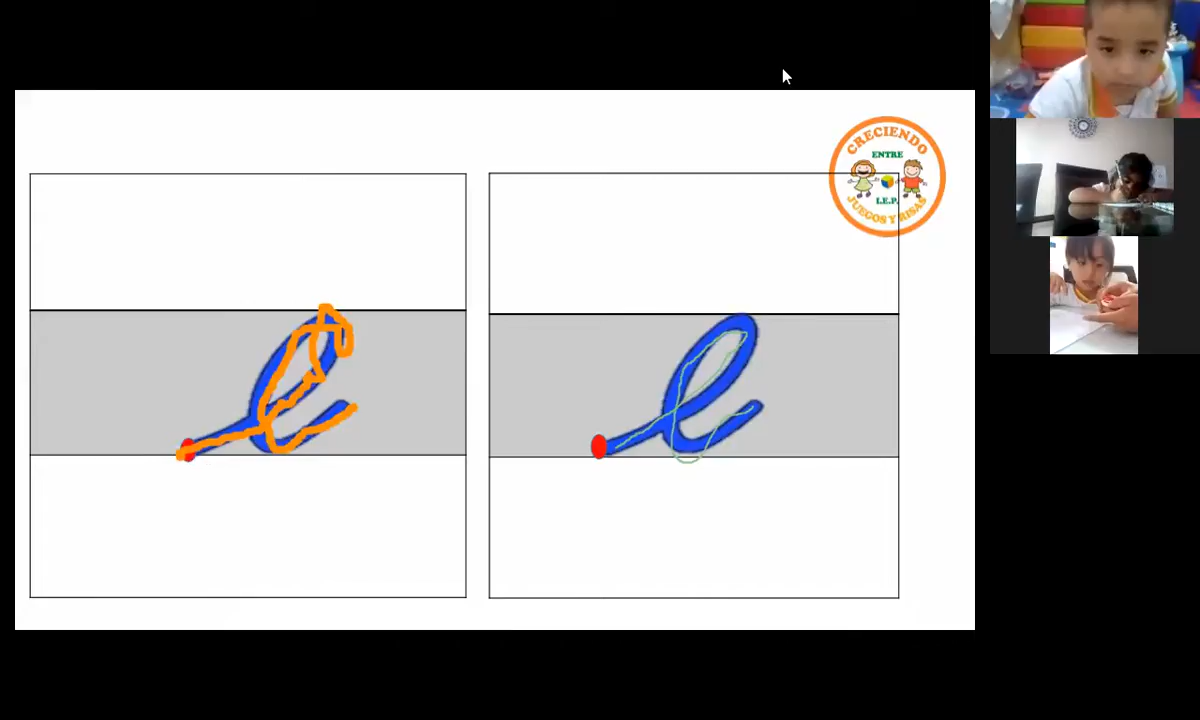 CRECIENDO
ENTRE
I.E.P.
JUEGOS Y RISAS
e
e